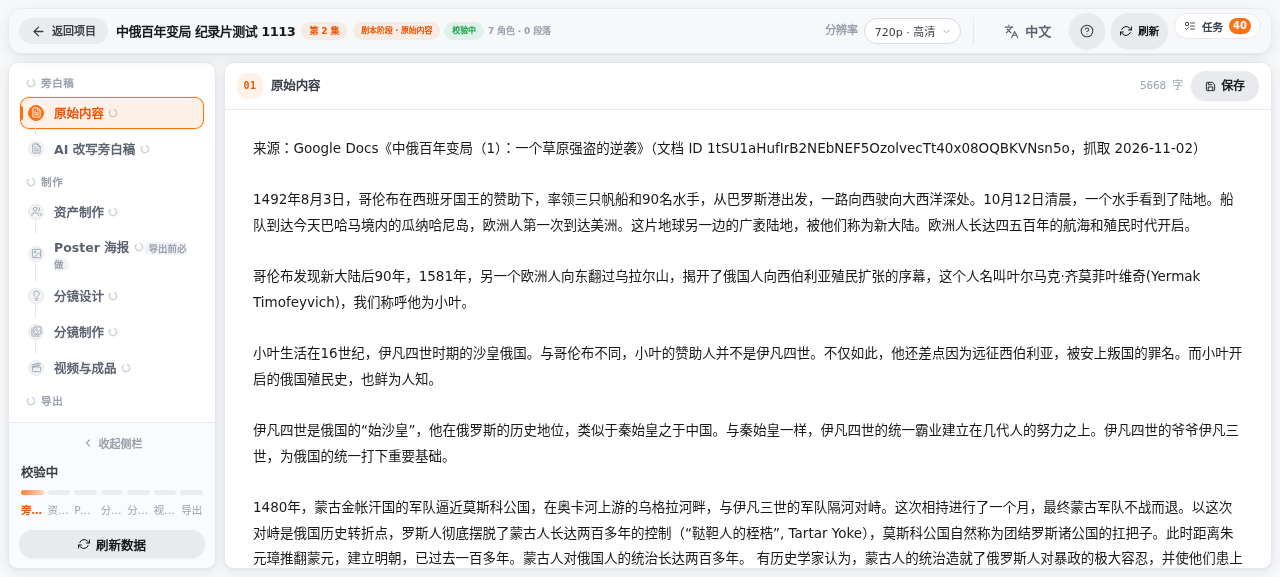 返回项目
中俄百年变局 纪录片测试 1113
第 2 集
剧本阶段 · 原始内容
校验中
7 角色 · 0 段落
分辨率
720p · 高清
中文
刷新
任务
40
旁白稿
原始内容
AI 改写旁白稿
制作
资产制作
Poster 海报
导出前必
做
分镜设计
分镜制作
视频与成品
导出
收起侧栏
校验中
旁...
资...
P...
分...
分...
视...
导出
刷新数据
01
原始内容
5668 字
保存
来源：Google Docs《中俄百年变局（1）：一个草原强盗的逆袭》（文档 ID 1tSU1aHufIrB2NEbNEF5OzolvecTt40x08OQBKVNsn5o，抓取 2026-11-02）
1492年8月3日，哥伦布在西班牙国王的赞助下，率领三只帆船和90名水手，从巴罗斯港出发，一路向西驶向大西洋深处。10月12日清晨，一个水手看到了陆地。船
队到达今天巴哈马境内的瓜纳哈尼岛，欧洲人第一次到达美洲。这片地球另一边的广袤陆地，被他们称为新大陆。欧洲人长达四五百年的航海和殖民时代开启。
哥伦布发现新大陆后90年，1581年，另一个欧洲人向东翻过乌拉尔山，揭开了俄国人向西伯利亚殖民扩张的序幕，这个人名叫叶尔马克·齐莫菲叶维奇(Yermak
Timofeyvich)，我们称呼他为小叶。
小叶生活在16世纪，伊凡四世时期的沙皇俄国。与哥伦布不同，小叶的赞助人并不是伊凡四世。不仅如此，他还差点因为远征西伯利亚，被安上叛国的罪名。而小叶开
启的俄国殖民史，也鲜为人知。
伊凡四世是俄国的“始沙皇”，他在俄罗斯的历史地位，类似于秦始皇之于中国。与秦始皇一样，伊凡四世的统一霸业建立在几代人的努力之上。伊凡四世的爷爷伊凡三
世，为俄国的统一打下重要基础。
1480年，蒙古金帐汗国的军队逼近莫斯科公国，在奥卡河上游的乌格拉河畔，与伊凡三世的军队隔河对峙。这次相持进行了一个月，最终蒙古军队不战而退。以这次
对峙是俄国历史转折点，罗斯人彻底摆脱了蒙古人长达两百多年的控制（“鞑靼人的桎梏”, Tartar Yoke），莫斯科公国自然称为团结罗斯诸公国的扛把子。此时距离朱
元璋推翻蒙元，建立明朝，已过去一百多年。蒙古人对俄国人的统治长达两百多年。 有历史学家认为，蒙古人的统治造就了俄罗斯人对暴政的极大容忍，并使他们患上